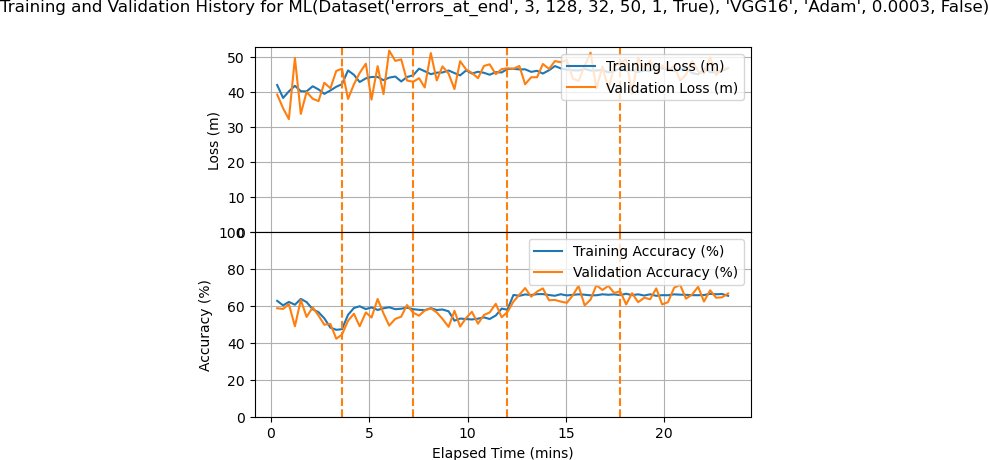 Training and Validation History for ML(Dataset('errors_at_end', 3, 128, 32, 50, 1, True), 'VGG16', 'Adam', 0.0003, False)
50
40
30
20
10
0
Loss (m)
Training Loss (m)
Validation Loss (m)
100
80
60
40
20
0
Accuracy (%)
Training Accuracy (%)
Validation Accuracy (%)
0 5 10 15 20
Elapsed Time (mins)